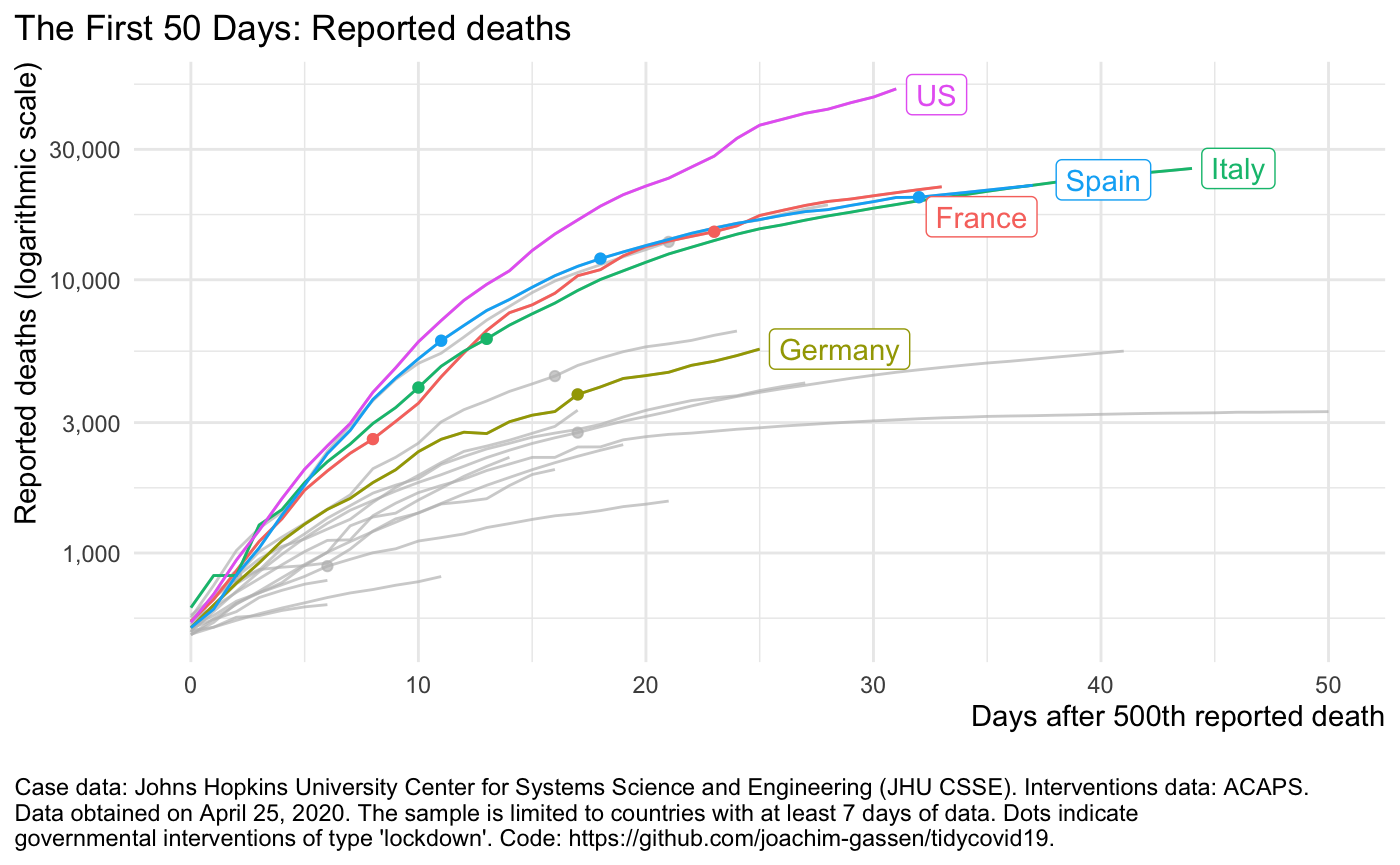 The First 50 Days: Reported deaths
Reported deaths (logarithmic scale)
30,000
10,000
3,000
1,000
US
Italy
Spain
France
Germany
0 10 20 30 40 50
Days after 500th reported death
Case data: Johns Hopkins University Center for Systems Science and Engineering (JHU CSSE). Interventions data: ACAPS.
Data obtained on April 25, 2020. The sample is limited to countries with at least 7 days of data. Dots indicate
governmental interventions of type 'lockdown'. Code: https://github.com/joachim-gassen/tidycovid19.